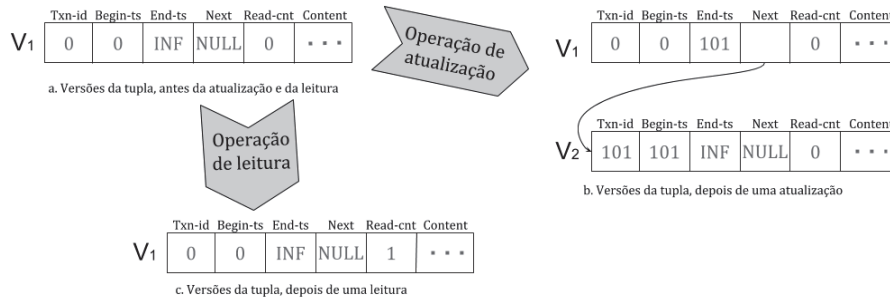 Txn-id Begin-ts End-ts Next Read-cnt Content
V1 0 0 INF NULL 0 ...
a. Versões da tupla, antes da atualização e da leitura
Operação de
atualização
Txn-id Begin-ts End-ts Next Read-cnt Content
V1 0 0 101 0 ...
Txn-id Begin-ts End-ts Next Read-cnt Content
V2 101 101 INF NULL 0 ...
b. Versões da tupla, depois de uma atualização
Operação
de leitura
Txn-id Begin-ts End-ts Next Read-cnt Content
V1 0 0 INF NULL 1 ...
c. Versões da tupla, depois de uma leitura